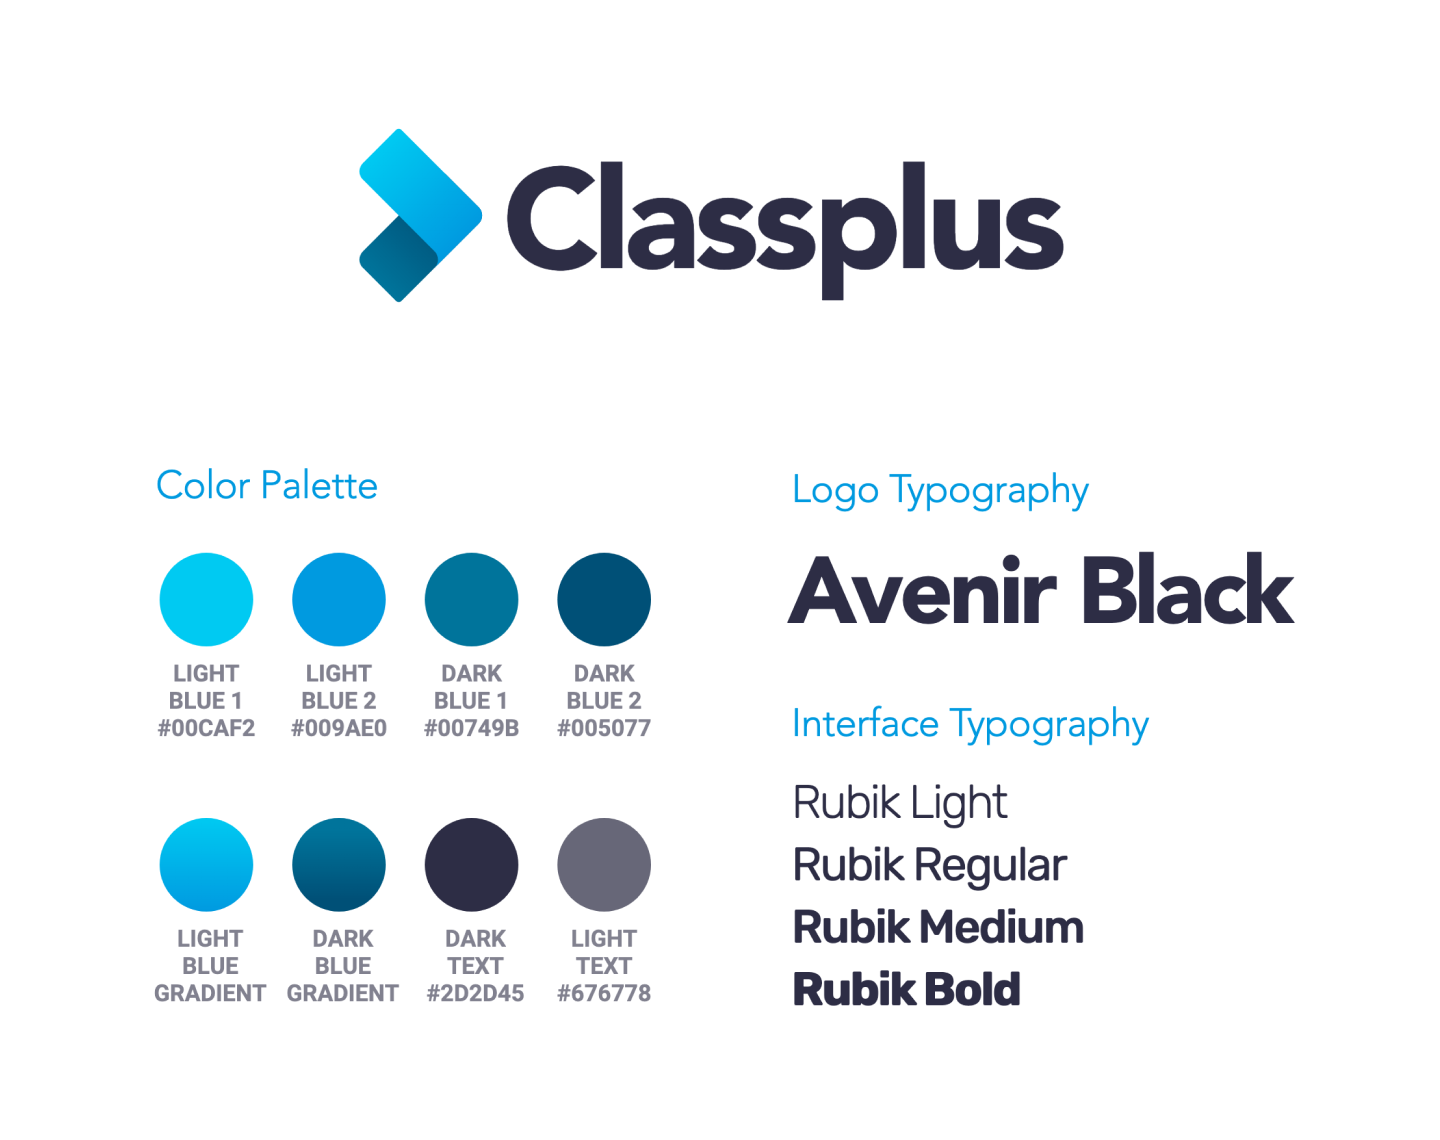 Classplus
Color Palette
LIGHT
BLUE 1
#00CAF2
LIGHT
BLUE 2
#009AE0
DARK
BLUE 1
#00749B
DARK
BLUE 2
#005077
LIGHT
BLUE
GRADIENT
DARK
BLUE
GRADIENT
DARK
TEXT
#2D2D45
LIGHT
TEXT
#676778
Logo Typography
Avenir Black
Interface Typography
Rubik Light
Rubik Regular
Rubik Medium
Rubik Bold